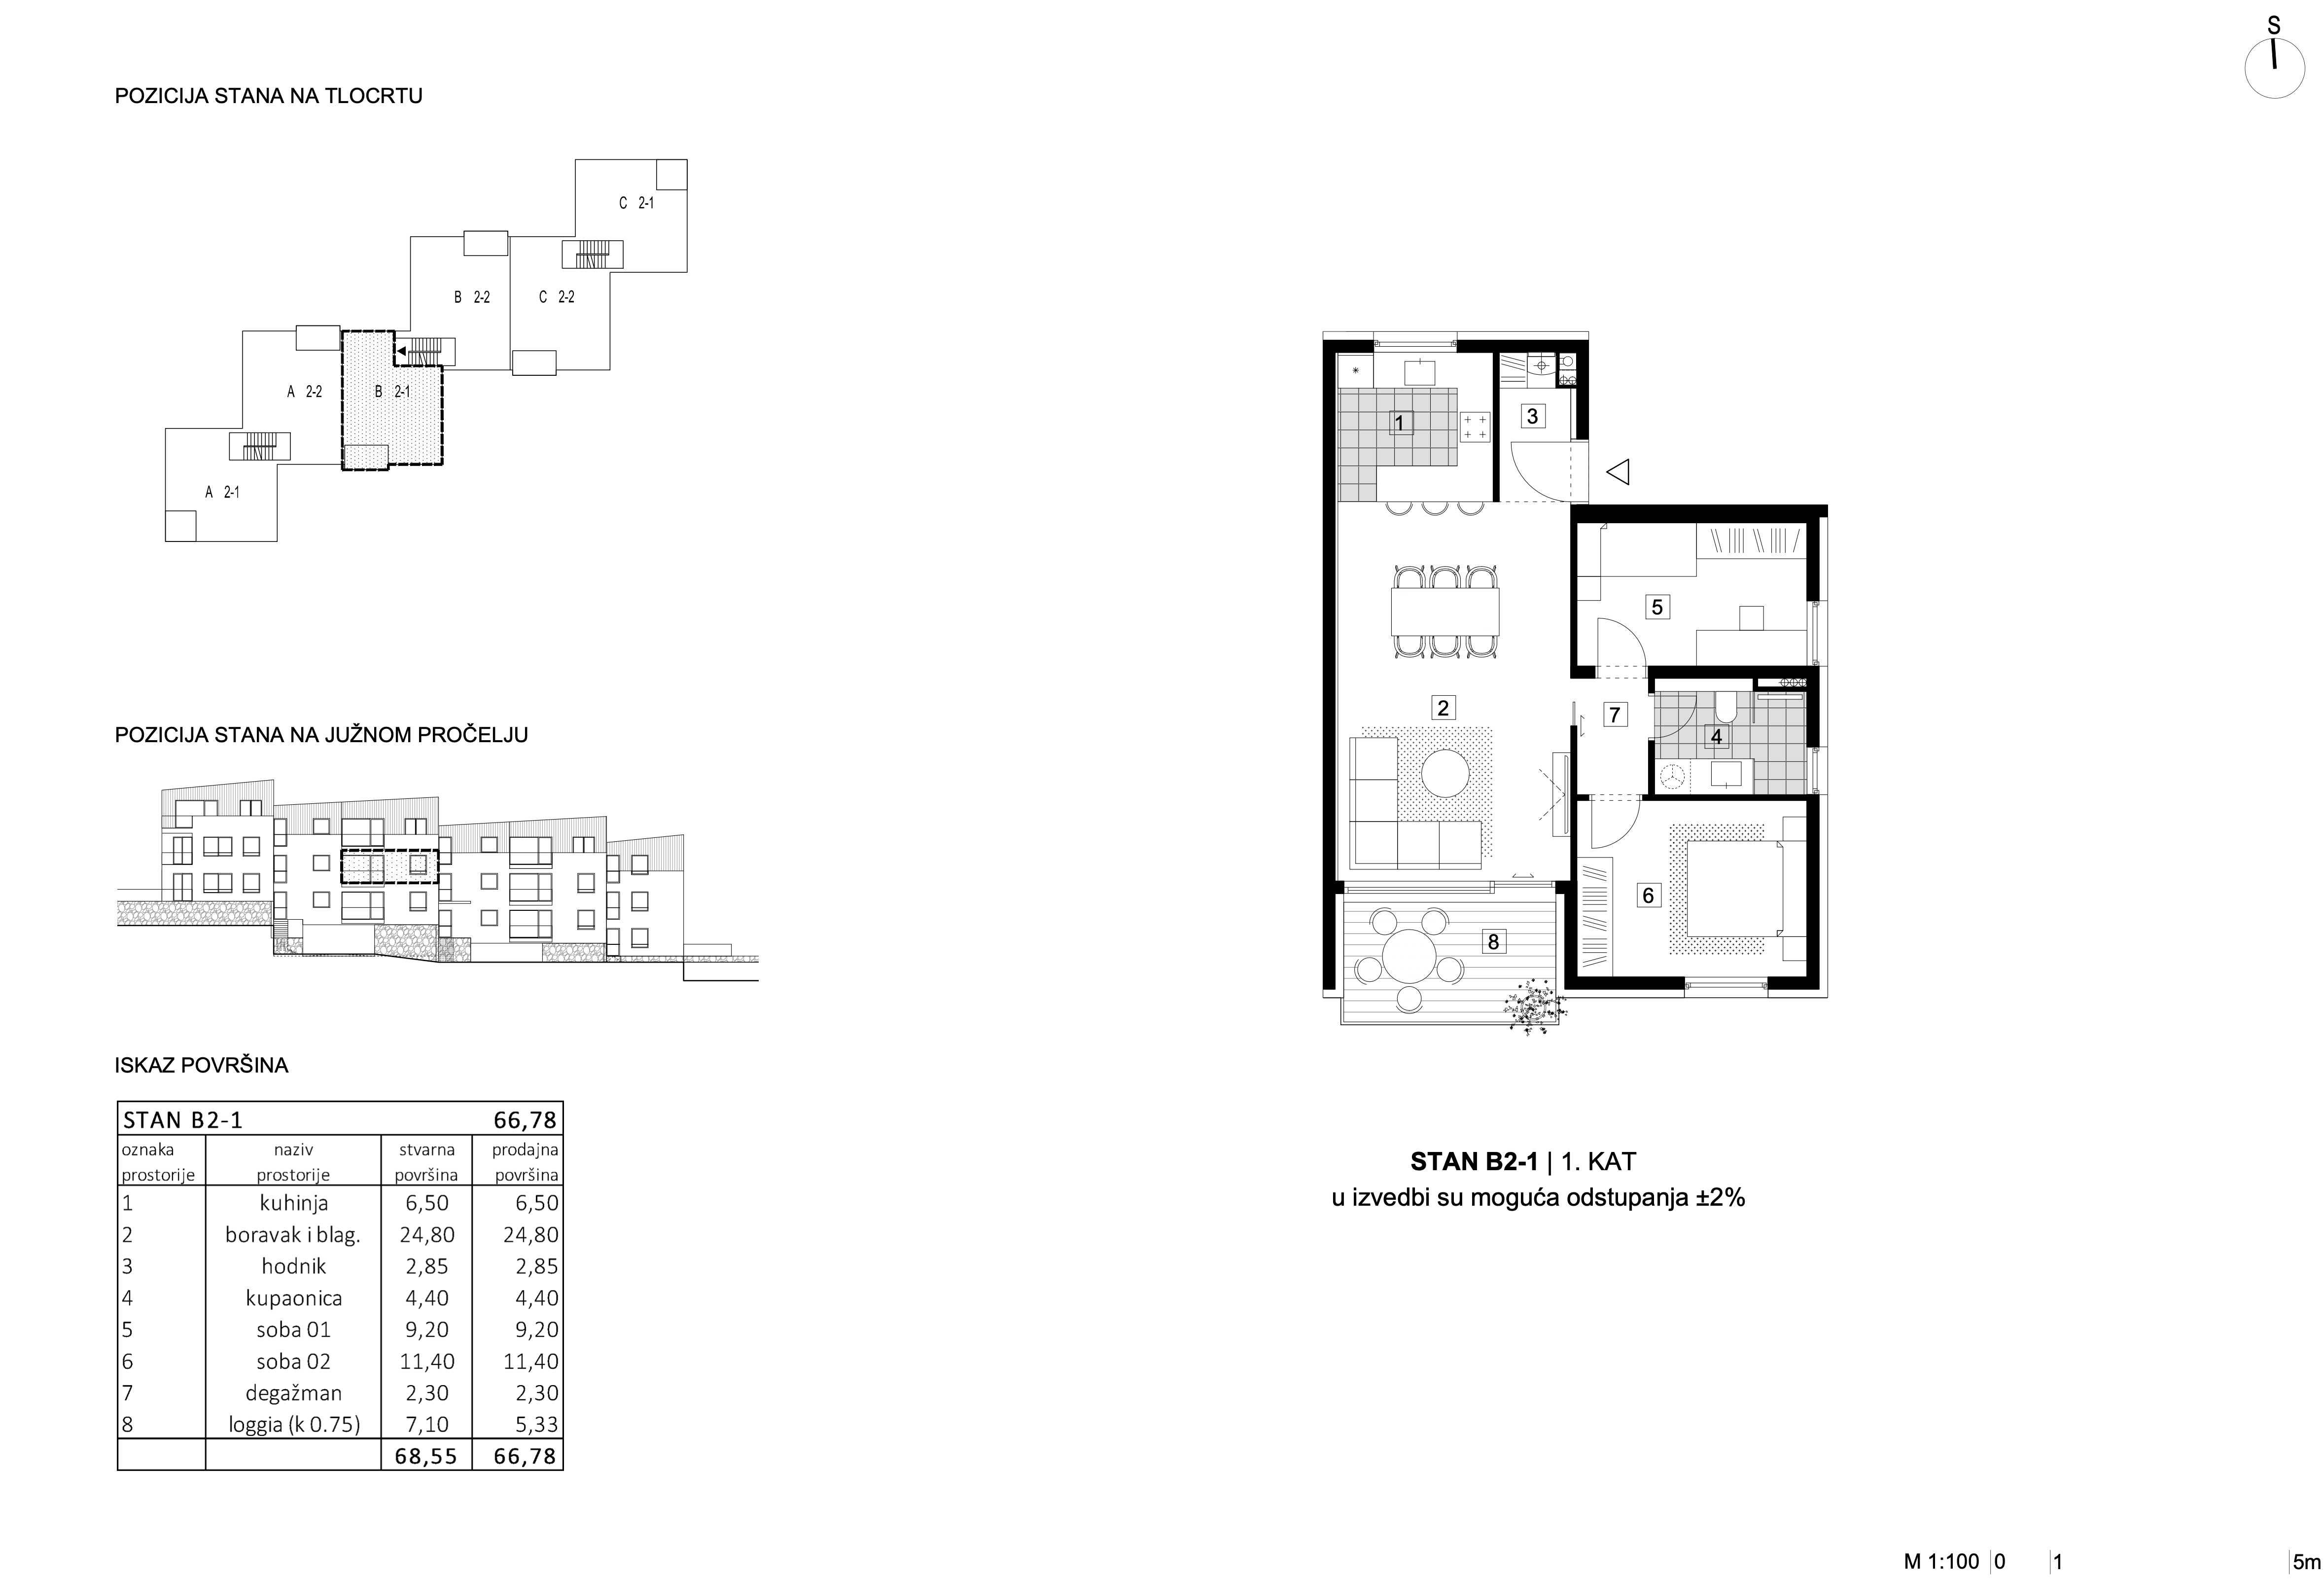 S
POZICIJA STANA NA TLOCRTU
C 2-1
B 2-2
C 2-2
A 2-2
B 2-1
A 2-1
1
3
5
2
7
4
6
8
POZICIJA STANA NA JUŽNOM PROČELJU
ISKAZ POVRŠINA
STAN B2-1 66,78
oznaka prostorije naziv prostorije stvarna površina prodajna površina
1 kuhinja 6,50 6,50
2 boravak i blag. 24,80 24,80
3 hodnik 2,85 2,85
4 kupaonica 4,40 4,40
5 soba 01 9,20 9,20
6 soba 02 11,40 11,40
7 degažman 2,30 2,30
8 loggia (k 0.75) 7,10 5,33
68,55 66,78
STAN B2-1 | 1. KAT
u izvedbi su moguća odstupanja ±2%
M 1:100 0 1 5m